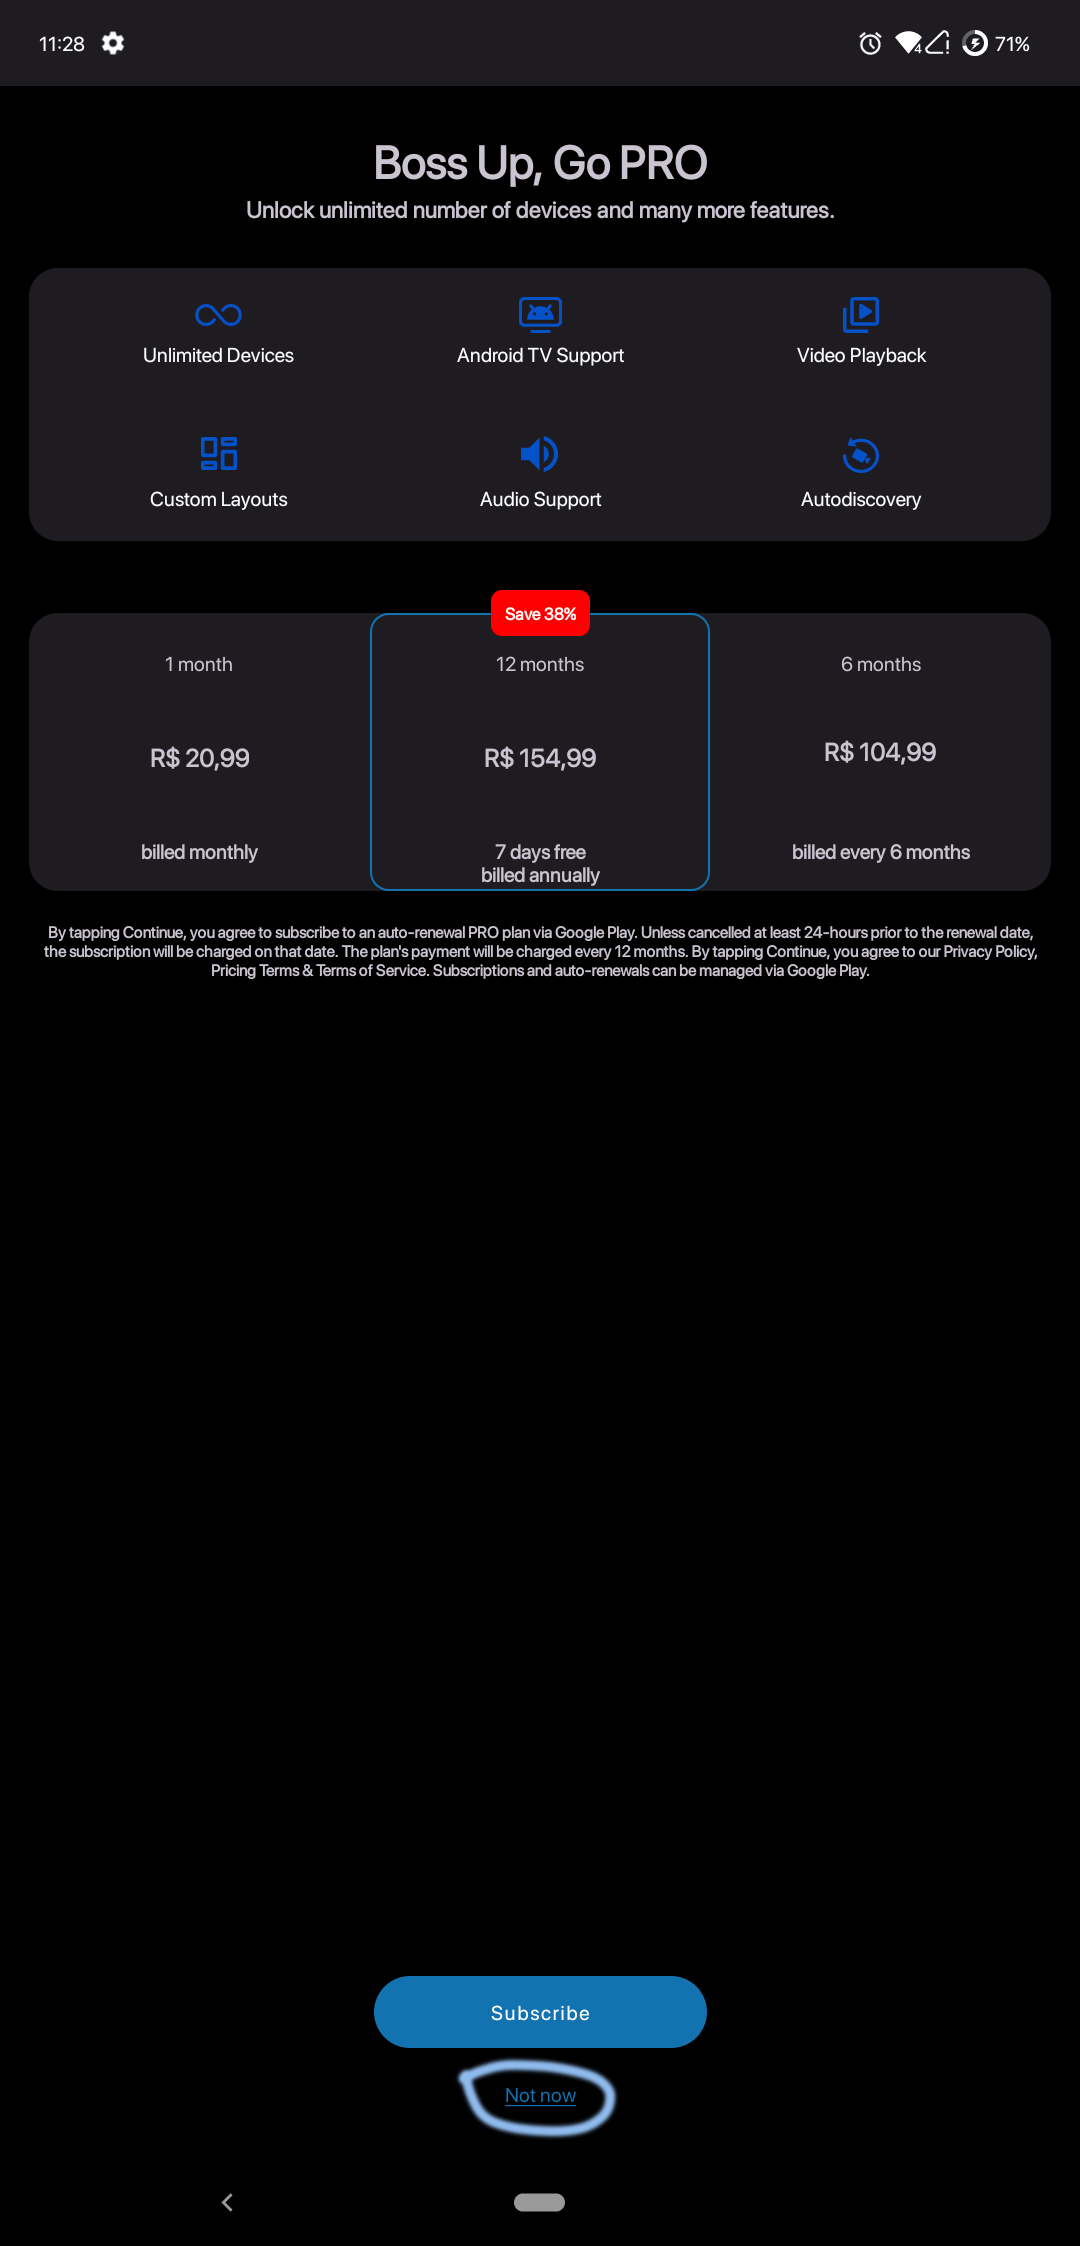 11:28
4
71%
Boss Up, Go PRO
Unlock unlimited number of devices and many more features.
Unlimited Devices
Android TV Support
Video Playback
Custom Layouts
Audio Support
Autodiscovery
Save 38%
1 month
12 months
6 months
R$ 20,99
R$ 154,99
R$ 104,99
billed monthly
7 days free
billed annually
billed every 6 months
By tapping Continue, you agree to subscribe to an auto-renewal PRO plan via Google Play. Unless cancelled at least 24-hours prior to the renewal date,
the subscription will be charged on that date. The plan's payment will be charged every 12 months. By tapping Continue, you agree to our Privacy Policy,
Pricing Terms & Terms of Service. Subscriptions and auto-renewals can be managed via Google Play.
Subscribe
Not now